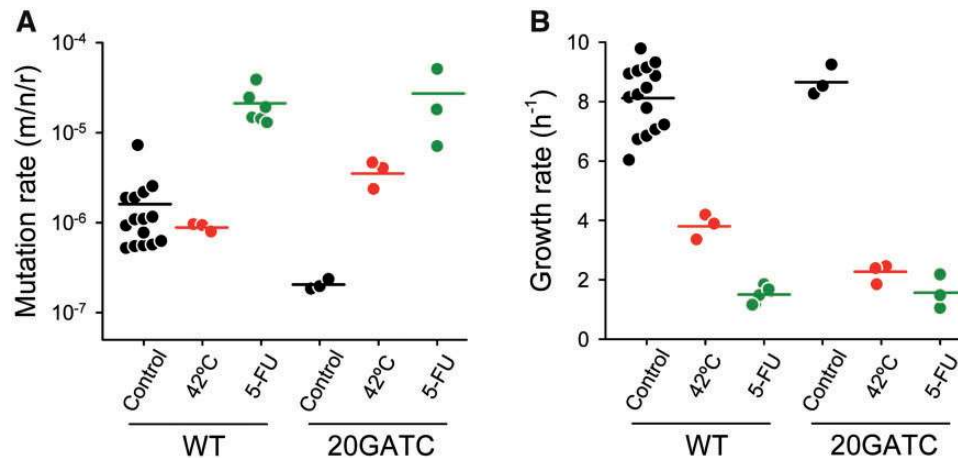 A
B
Mutation rate (m/n/r)
10⁻⁴
10⁻⁵
10⁻⁶
10⁻⁷
Control
42ºC
5-FU
Control
42ºC
5-FU
WT
20GATC
Growth rate (h⁻¹)
10
8
6
4
2
0
Control
42ºC
5-FU
Control
42ºC
5-FU
WT
20GATC